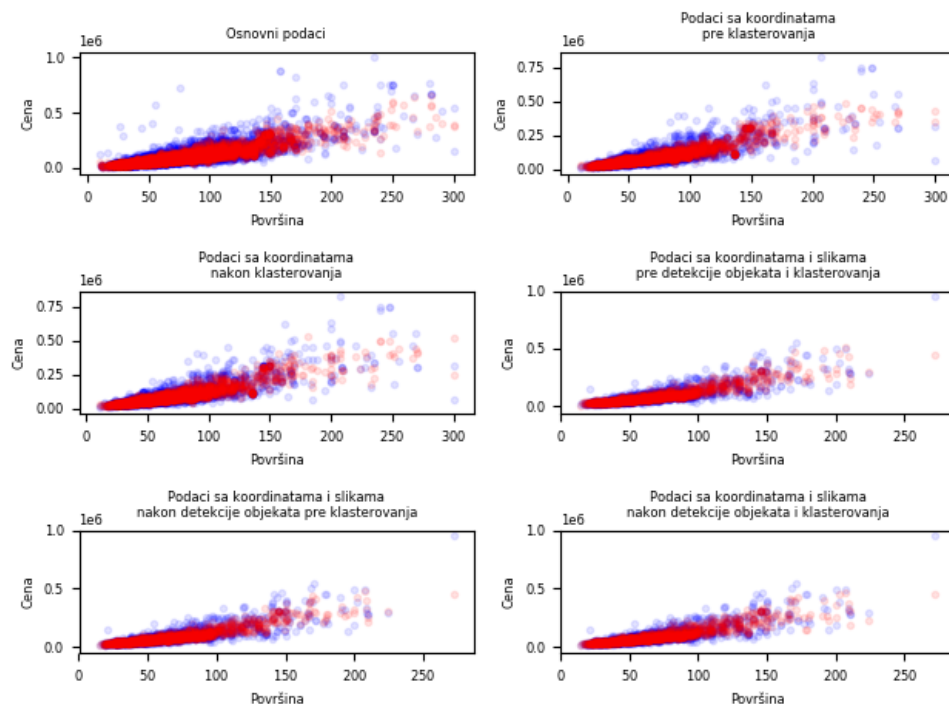 Osnovni podaci
1e6
1.0
0.5
0.0
Cena
50
100
150
200
250
300
Površina
Podaci sa koordinatama
pre klasterovanja
1e6
0.75
0.50
0.25
0.00
Cena
0
50
100
150
200
250
300
Površina
Podaci sa koordinatama
nakon klasterovanja
1e6
0.75
0.50
0.25
0.00
Cena
0
50
100
150
200
250
300
Površina
Podaci sa koordinatama i slikama
pre detekcije objekata i klasterovanja
1e6
1.0
0.5
0.0
Cena
0
50
100
150
200
250
Površina
Podaci sa koordinatama i slikama
nakon detekcije objekata pre klasterovanja
1e6
1.0
0.5
0.0
Cena
0
50
100
150
200
250
Površina
Podaci sa koordinatama i slikama
nakon detekcije objekata i klasterovanja
1e6
1.0
0.5
0.0
Cena
0
50
100
150
200
250
Površina